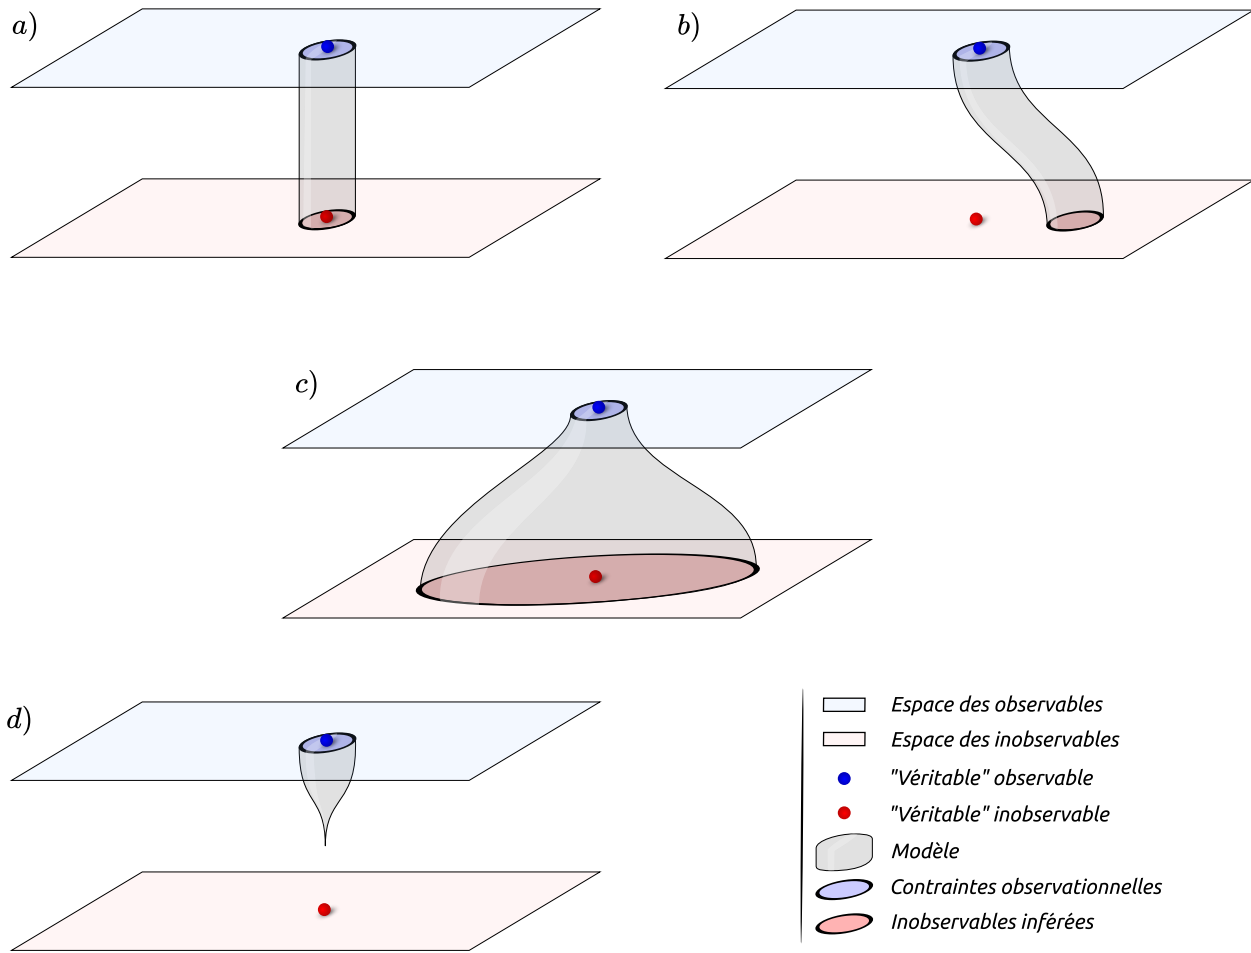 a)
b)
c)
d)
Espace des observables
Espace des inobservables
"Véritable" observable
"Véritable" inobservable
Modèle
Contraintes observationnelles
Inobservables inférées